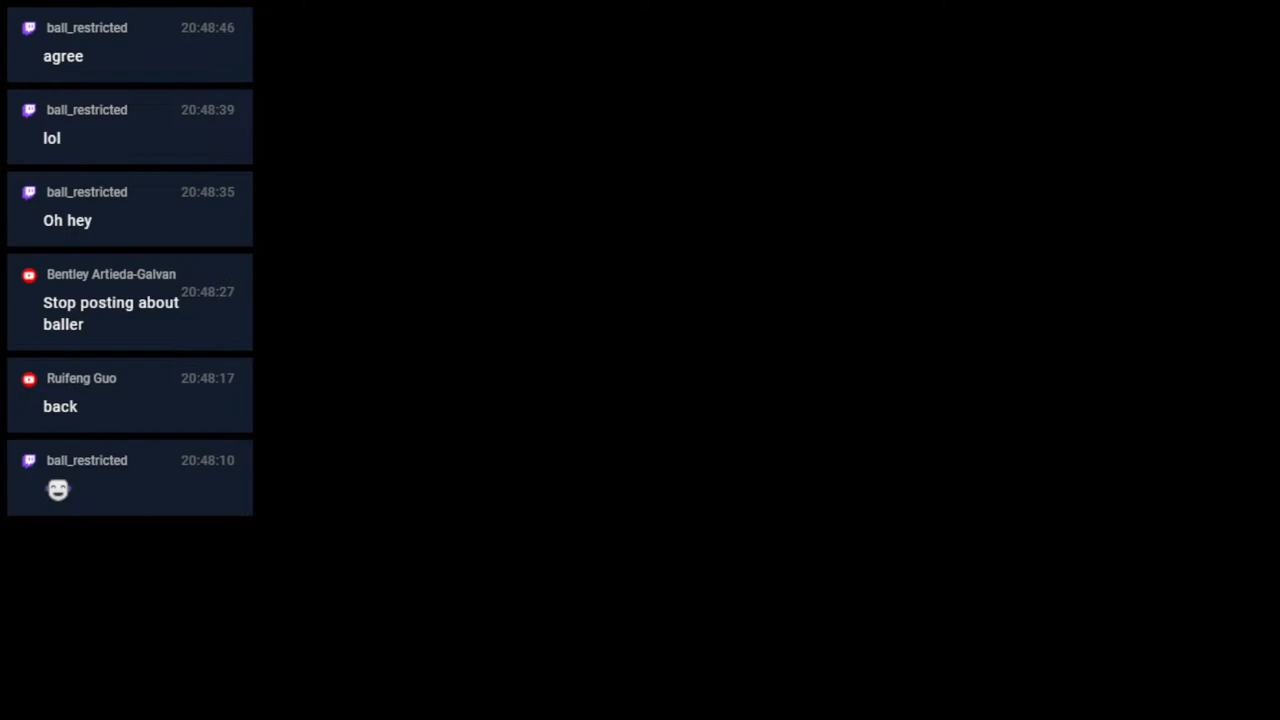 ball_restricted 20:48:46
agree
ball_restricted 20:48:39
lol
ball_restricted 20:48:35
Oh hey
Bentley Artieda-Galvan
20:48:27
Stop posting about
baller
Ruifeng Guo 20:48:17
back
ball_restricted 20:48:10